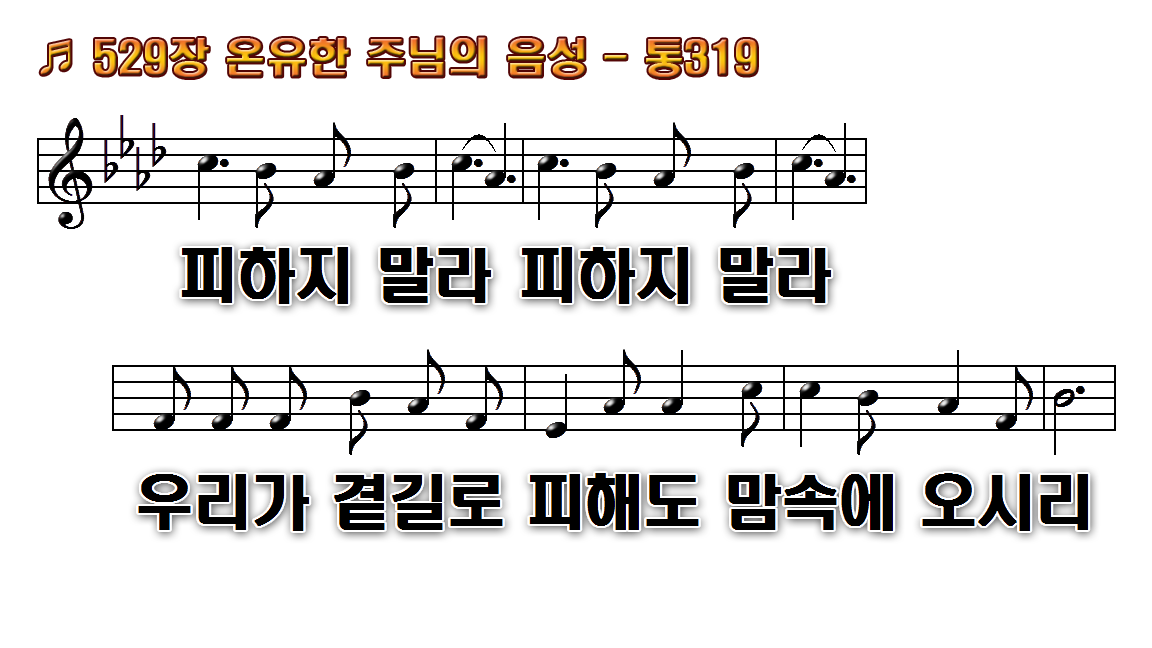 ♬ 529장 온유한 주님의 음성 - 통319
피하지 말라 피하지 말라
우리가 곁길로 피해도 맘속에 오시리